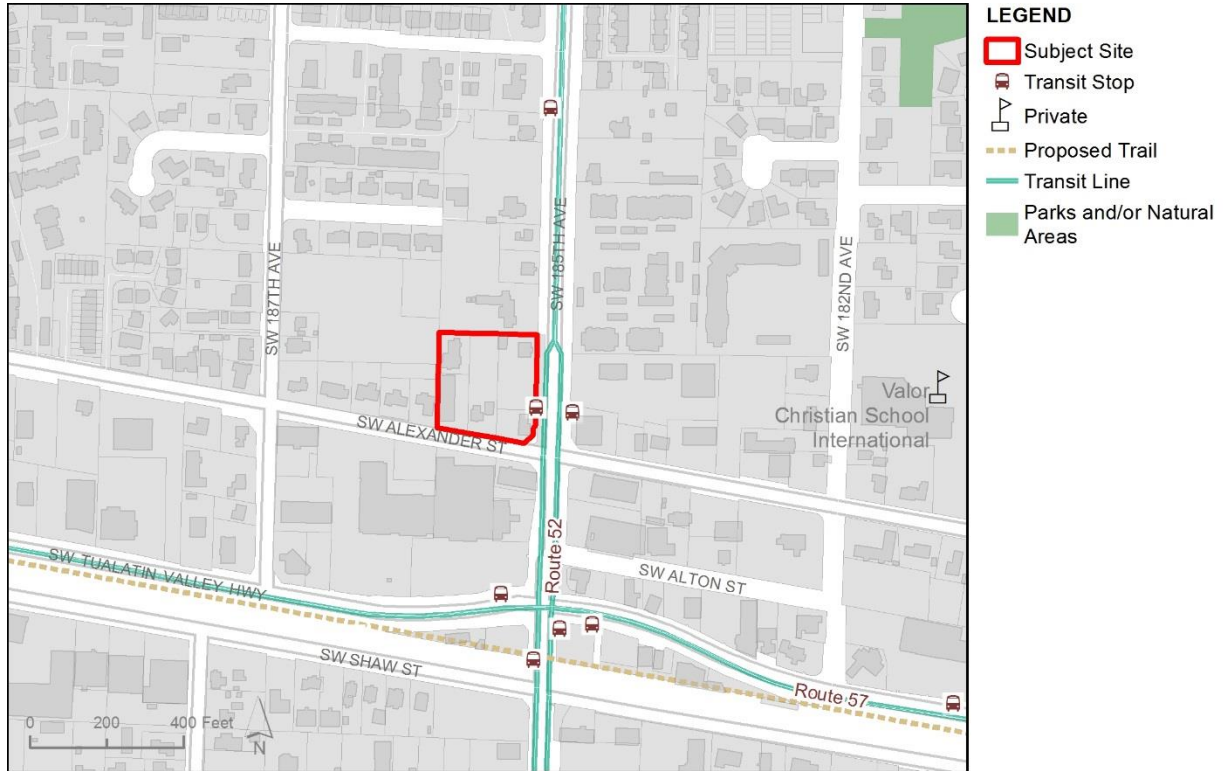 LEGEND
Subject Site
Transit Stop
Private
Proposed Trail
Transit Line
Parks and/or Natural
Areas
SW 187TH AVE
SW 185TH AVE
SW 182ND AVE
Valor
Christian School
International
SW ALEXANDER ST
Route 52
SW ALTON ST
SW TUALATIN VALLEY HWY
SW SHAW ST
Route 57
0 200 400 Feet
N